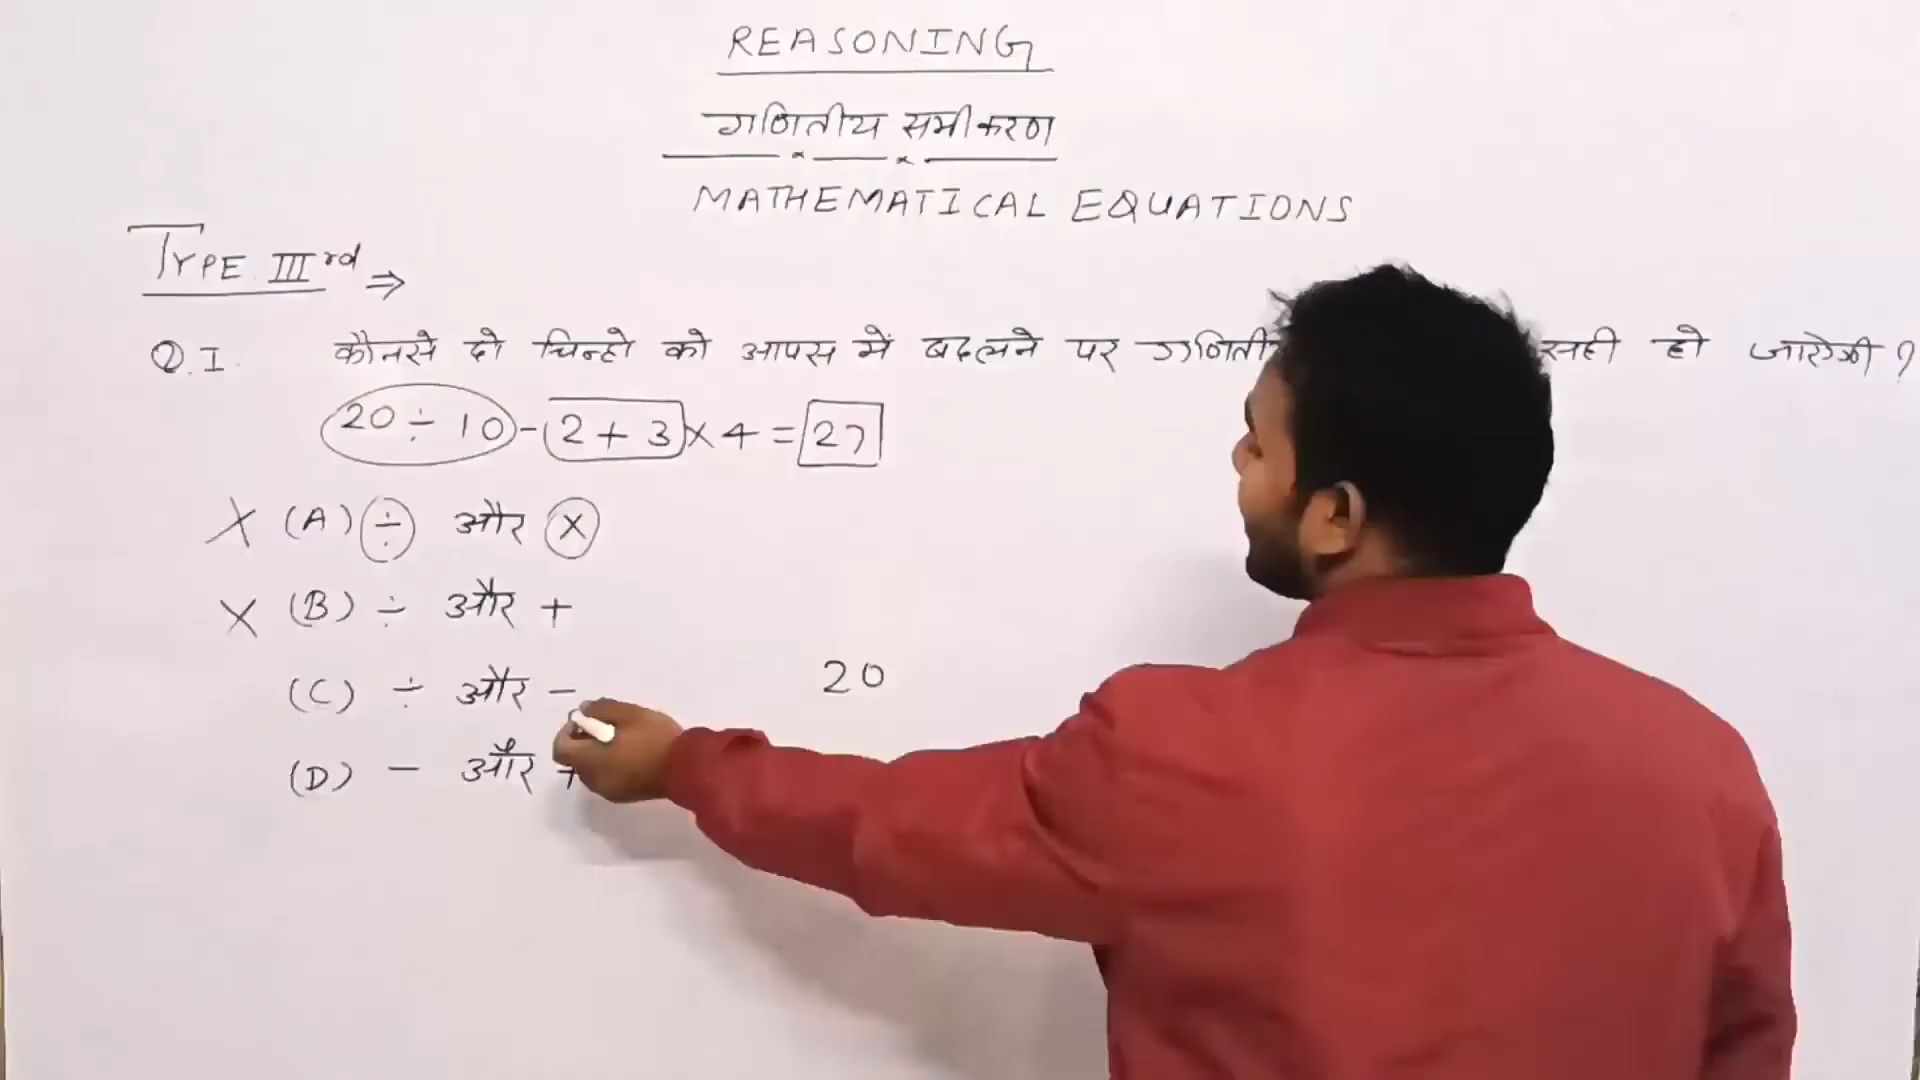 REASONING
गणितीय समीकरण
MATHEMATICAL EQUATIONS
TYPE IIIrd ⇒
Q.I. कौनसे दो चिन्हो को आपस में बदलने पर सही हो जाऐगी ?
20 ÷ 10 - 2 + 3 × 4 = 27
X (A) ÷ और ×
X (B) ÷ और +
(C) ÷ और -
20
(D) - और +